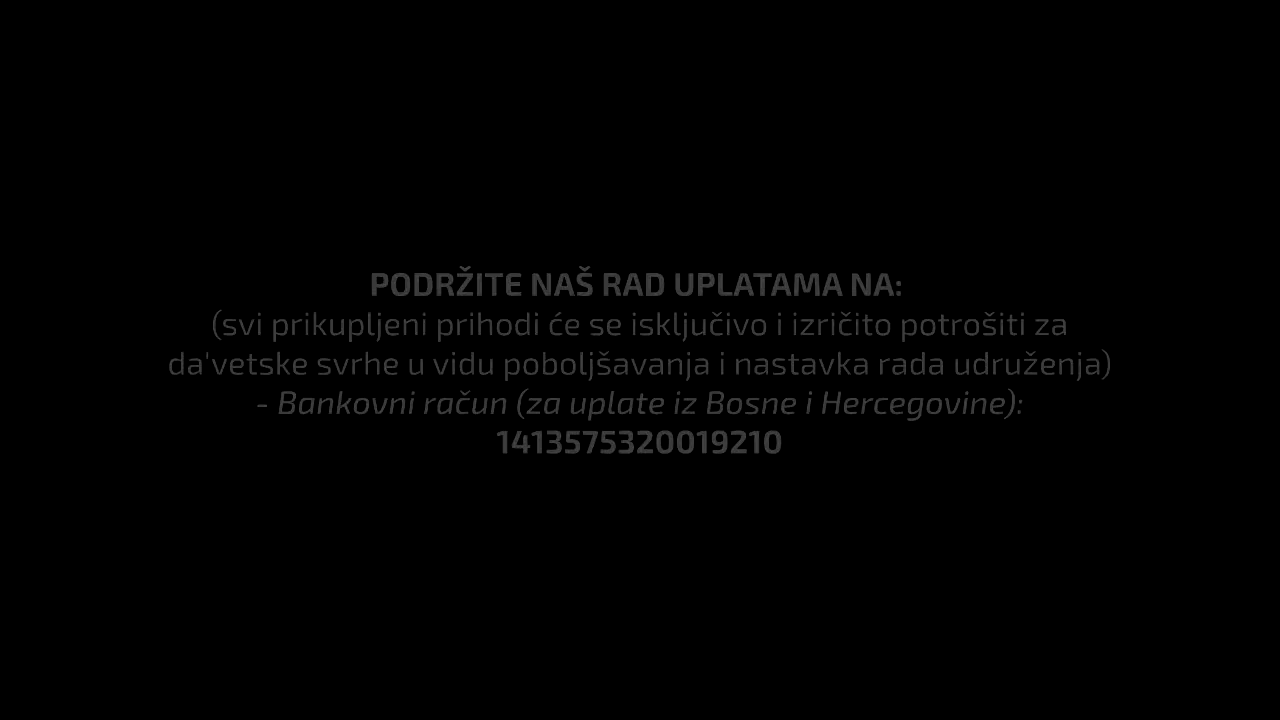 PODRŽITE NAŠ RAD UPLATAMA NA:
(svi prikupljeni prihodi će se isključivo i izričito potrošiti za
da'vetske svrhe u vidu poboljšavanja i nastavka rada udruženja)
- Bankovni račun (za uplate iz Bosne i Hercegovine):
1413575320019210